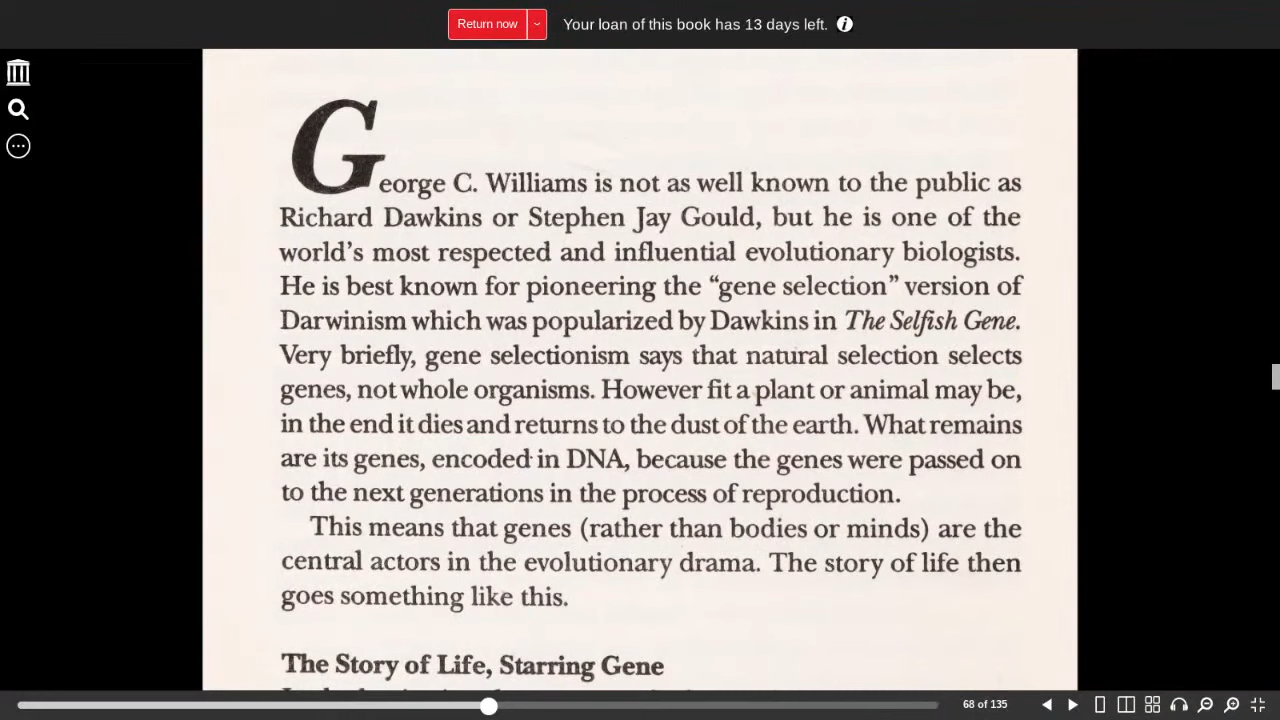 Return now
Your loan of this book has 13 days left.
George C. Williams is not as well known to the public as
Richard Dawkins or Stephen Jay Gould, but he is one of the
world's most respected and influential evolutionary biologists.
He is best known for pioneering the “gene selection” version of
Darwinism which was popularized by Dawkins in The Selfish Gene.
Very briefly, gene selectionism says that natural selection selects
genes, not whole organisms. However fit a plant or animal may be,
in the end it dies and returns to the dust of the earth. What remains
are its genes, encoded in DNA, because the genes were passed on
to the next generations in the process of reproduction.
This means that genes (rather than bodies or minds) are the
central actors in the evolutionary drama. The story of life then
goes something like this.
The Story of Life, Starring Gene
68 of 135